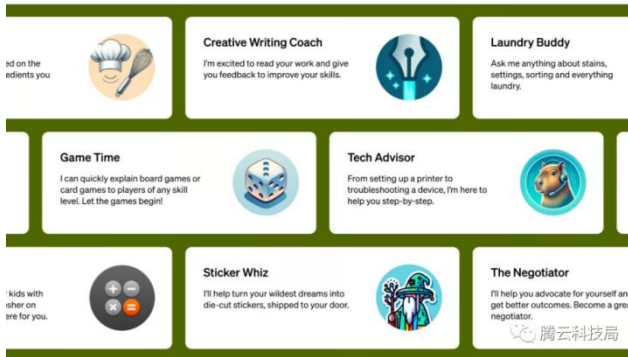 ed on the
edients you
Creative Writing Coach
I'm excited to read your work and give
you feedback to improve your skills.
Laundry Buddy
Ask me anything about stains,
settings, sorting and everything
laundry.
Game Time
I can quickly explain board games or
card games to players of any skill
level. Let the games begin!
Tech Advisor
From setting up a printer to
troubleshooting a device, I'm here to
help you step-by-step.
kids with
sher on
ere for you.
Sticker Whiz
I'll help turn your wildest dreams into
die-cut stickers, shipped to your door.
The Negotiator
I'll help you advocate for yourself an
get better outcomes. Become a grea
negotiator.
腾云科技局